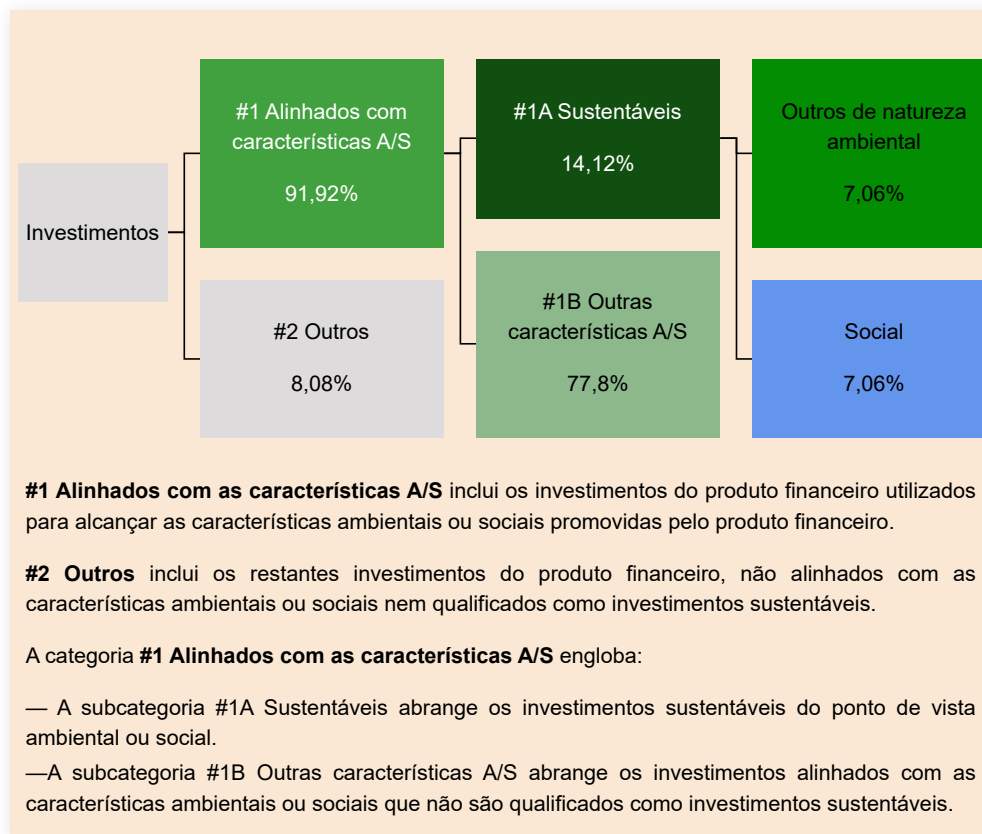 Investimentos
#1 Alinhados com
características A/S
91,92%
#2 Outros
8,08%
#1A Sustentáveis
14,12%
#1B Outras
características A/S
77,8%
Outros de natureza
ambiental
7,06%
Social
7,06%
#1 Alinhados com as características A/S inclui os investimentos do produto financeiro utilizados
para alcançar as características ambientais ou sociais promovidas pelo produto financeiro.
#2 Outros inclui os restantes investimentos do produto financeiro, não alinhados com as
características ambientais ou sociais nem qualificados como investimentos sustentáveis.
A categoria #1 Alinhados com as características A/S engloba:
— A subcategoria #1A Sustentáveis abrange os investimentos sustentáveis do ponto de vista
ambiental ou social.
—A subcategoria #1B Outras características A/S abrange os investimentos alinhados com as
características ambientais ou sociais que não são qualificados como investimentos sustentáveis.